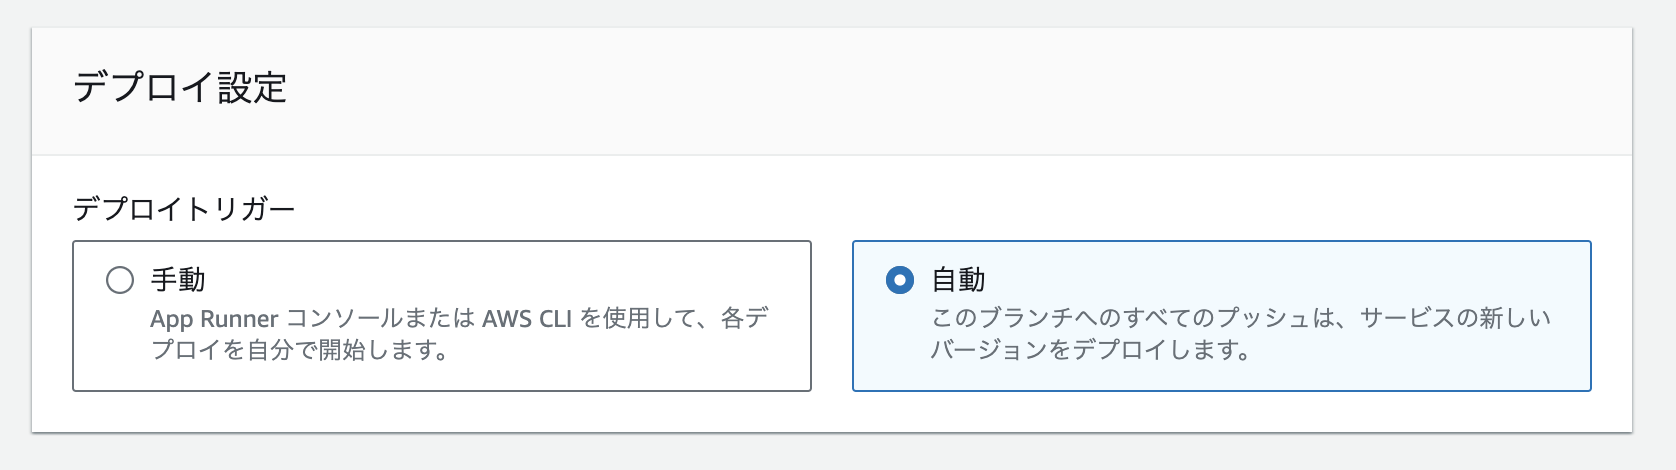 デプロイ設定
デプロイトリガー
手動
App Runner コンソールまたは AWS CLI を使用して、各デ
プロイを自分で開始します。
自動
このブランチへのすべてのプッシュは、サービスの新しい
バージョンをデプロイします。